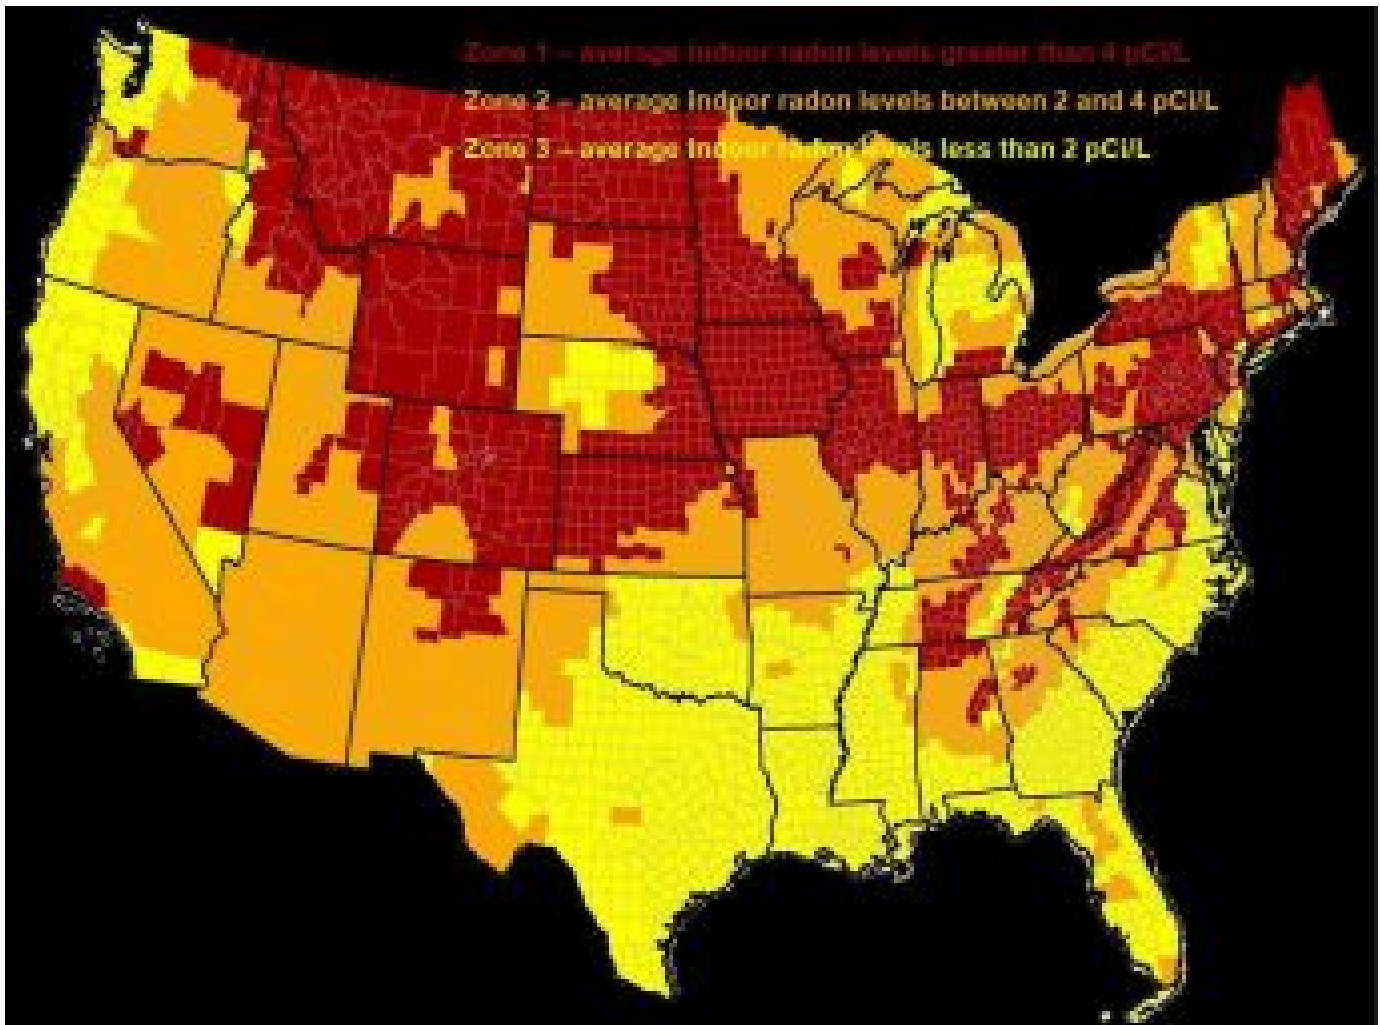 Zone 1 – average indoor radon levels greater than 4 pCi/L
Zone 2 – average indoor radon levels between 2 and 4 pCi/L
Zone 3 – average indoor radon levels less than 2 pCi/L